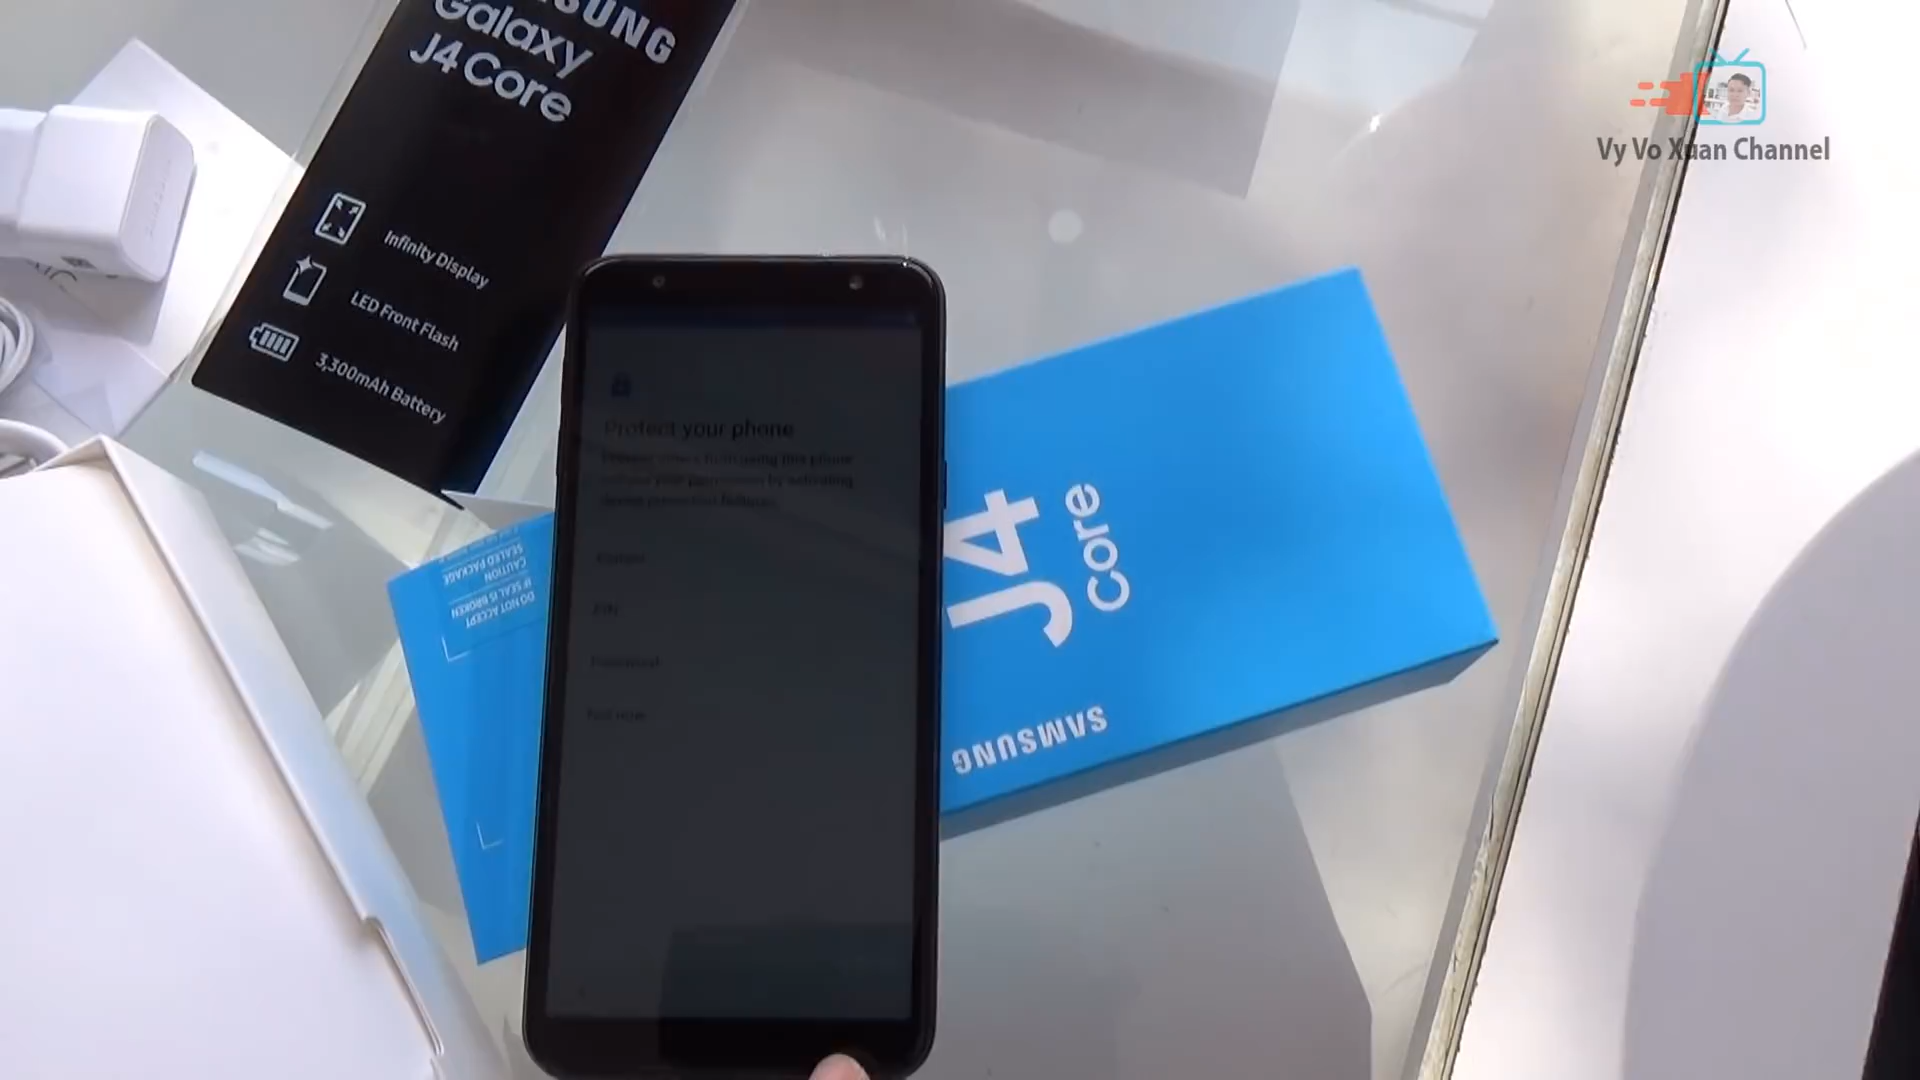 SUNG
Galaxy
J4 Core
Infinity Display
LED Front Flash
3,300mAh Battery
Vy Vo Xuan Channel
Protect your phone
PIN
Password
Not now
SEALED PACKAGE
CAUTION
IF SEAL IS BROKEN
DO NOT ACCEPT
J4
Core
SAMSUNG